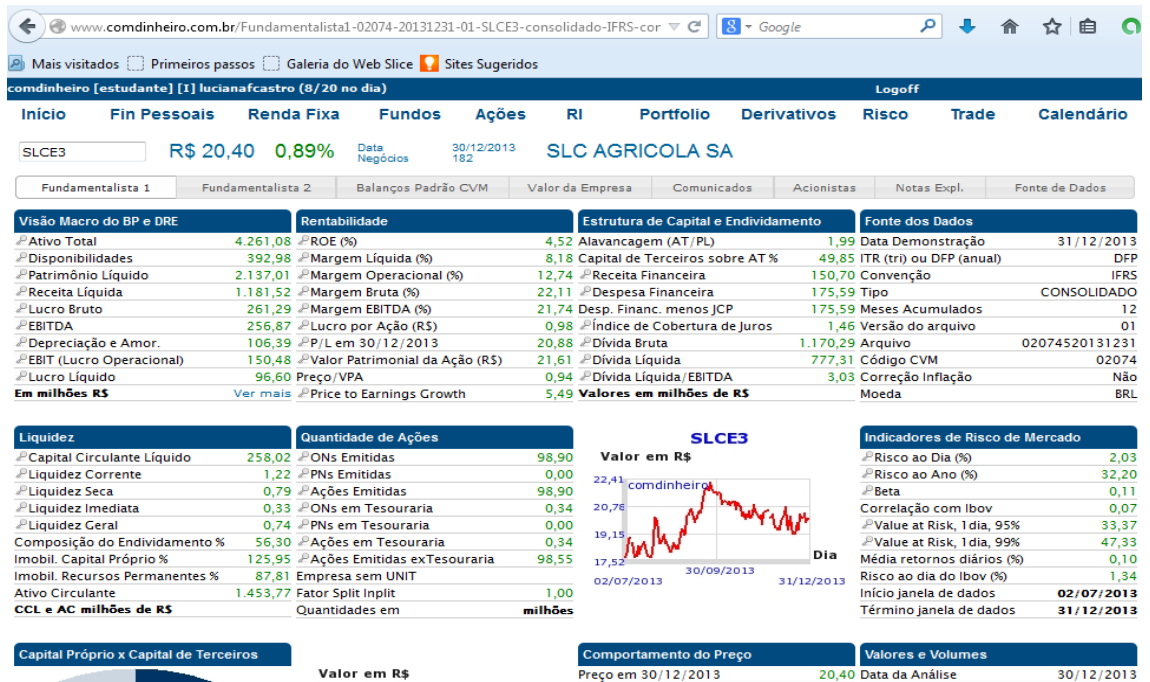 www.comdinheiro.com.br/Fundamentalista1-02074-20131231-01-SLCE3-consolidado-IFRS-cor
Google
Mais visitados Primeiros passos Galeria do Web Slice Sites Sugeridos
comdinheiro [estudante] [I] lucianafcastro (8/20 no dia) Logoff
Início Fin Pessoais Renda Fixa Fundos Ações RI Portfolio Derivativos Risco Trade Calendário
SLCE3 R$ 20,40 0,89% Data Negócios 30/12/2013 182 SLC AGRICOLA SA
Fundamentalista 1 Fundamentalista 2 Balanços Padrão CVM Valor da Empresa Comunicados Acionistas Notas Expl. Fonte de Dados
Visão Macro do BP e DRE
Ativo Total 4.261,08
Disponibilidades 392,98
Patrimônio Líquido 2.137,01
Receita Líquida 1.181,52
Lucro Bruto 261,29
EBITDA 256,87
Depreciação e Amor. 106,39
EBIT (Lucro Operacional) 150,48
Lucro Líquido 96,60
Em milhões R$ Ver mais
Rentabilidade
ROE (%) 4,52
Margem Líquida (%) 8,18
Margem Operacional (%) 12,74
Margem Bruta (%) 22,11
Margem EBITDA (%) 21,74
Lucro por Ação (R$) 0,98
P/L em 30/12/2013 20,88
Valor Patrimonial da Ação (R$) 21,61
Preço/VPA 0,94
Price to Earnings Growth 5,49
Estrutura de Capital e Endividamento
Alavancagem (AT/PL) 1,99
Capital de Terceiros sobre AT % 49,85
Receita Financeira 150,70
Despesa Financeira 175,59
Desp. Financ. menos JCP 175,59
Índice de Cobertura de Juros 1,46
Dívida Bruta 1.170,29
Dívida Líquida 777,31
Dívida Líquida/EBITDA 3,03
Valores em milhões de R$
Fonte dos Dados
Data Demonstração 31/12/2013
ITR (tri) ou DFP (anual) DFP
Convenção IFRS
Tipo CONSOLIDADO
Meses Acumulados 12
Versão do arquivo 01
Arquivo 02074520131231
Código CVM 02074
Correção Inflação Não
Moeda BRL
Liquidez
Capital Circulante Líquido 258,02
Liquidez Corrente 1,22
Liquidez Seca 0,79
Liquidez Imediata 0,33
Liquidez Geral 0,74
Composição do Endividamento % 56,30
Imobil. Capital Próprio % 125,95
Imobil. Recursos Permanentes % 87,81
Ativo Circulante 1.453,77
CCL e AC milhões de R$
Quantidade de Ações
ONs Emitidas 98,90
PNs Emitidas 0,00
Ações Emitidas 98,90
ONs em Tesouraria 0,34
PNs em Tesouraria 0,00
Ações em Tesouraria 0,34
Ações Emitidas exTesouraria 98,55
Empresa sem UNIT
Fator Split Inplit 1,00
Quantidades em milhões
SLCE3
Valor em R$
22,41
comdinheiro
20,78
19,15
17,52
Dia
02/07/2013 30/09/2013 31/12/2013
Indicadores de Risco de Mercado
Risco ao Dia (%) 2,03
Risco ao Ano (%) 32,20
Beta 0,11
Correlação com Ibov 0,07
Value at Risk, 1dia, 95% 33,37
Value at Risk, 1dia, 99% 47,33
Média retornos diários (%) 0,10
Risco ao dia do Ibov (%) 1,34
Início janela de dados 02/07/2013
Término janela de dados 31/12/2013
Capital Próprio x Capital de Terceiros
Valor em R$
Comportamento do Preço
Preço em 30/12/2013 20,40
Valores e Volumes
Data da Análise 30/12/2013